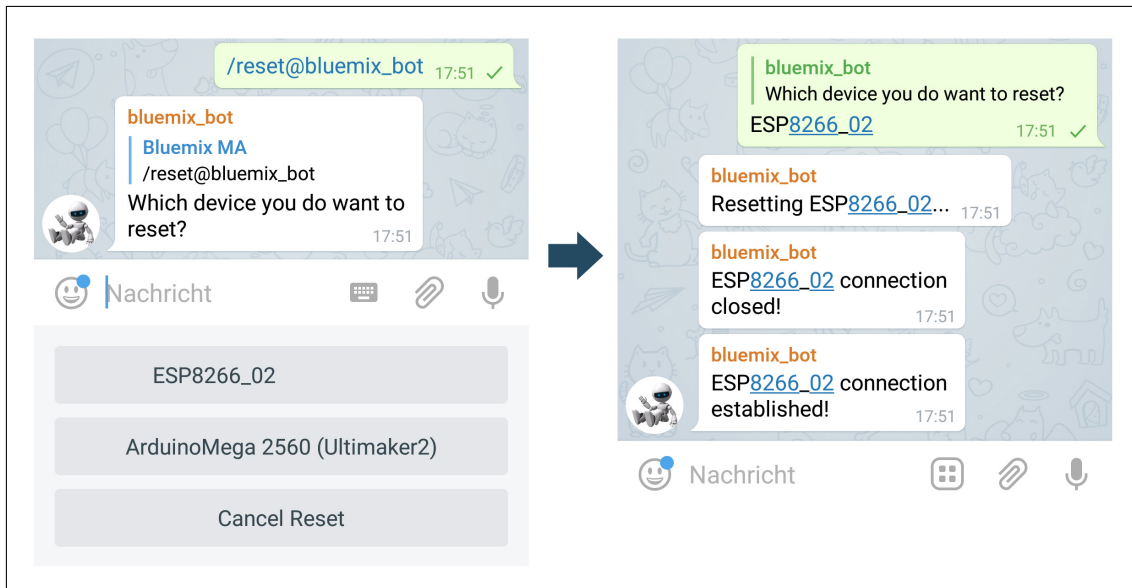 /reset@bluemix_bot 17:51
bluemix_bot
Bluemix MA
/reset@bluemix_bot
Which device you do want to
reset?
17:51
Nachricht
ESP8266_02
ArduinoMega 2560 (Ultimaker2)
Cancel Reset
bluemix_bot
Which device you do want to reset?
ESP8266_02 17:51
bluemix_bot
Resetting ESP8266_02... 17:51
bluemix_bot
ESP8266_02 connection
closed! 17:51
bluemix_bot
ESP8266_02 connection
established! 17:51
Nachricht